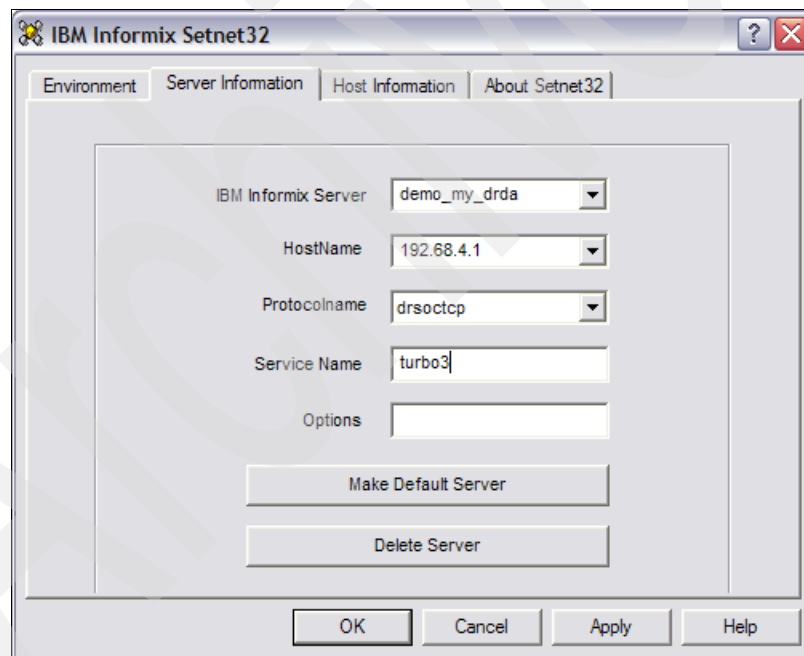 IBM Informix Setnet32
Environment Server Information Host Information About Setnet32
IBM Informix Server demo_my_drda
HostName 192.68.4.1
Protocolname drsoctcp
Service Name turbo3
Options
Make Default Server
Delete Server
OK Cancel Apply Help